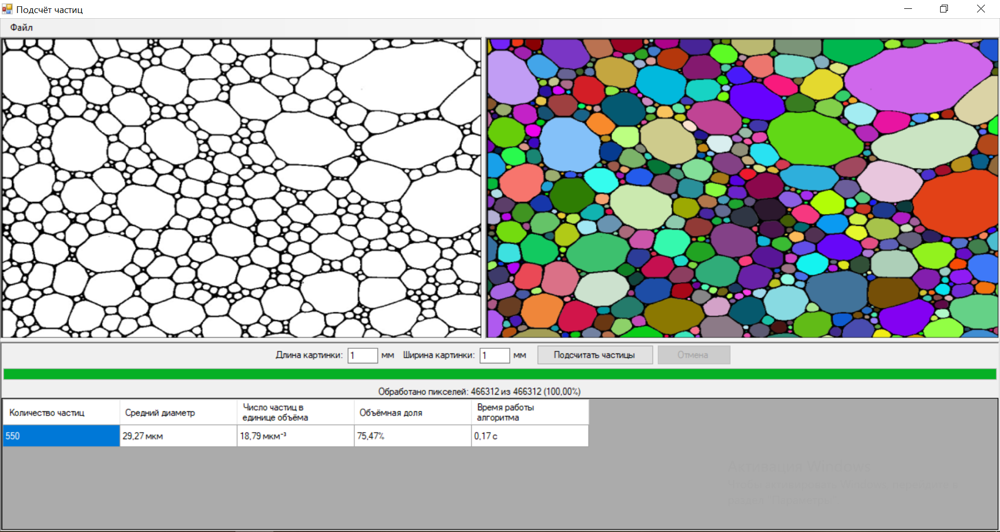 Подсчёт частиц
Файл
Длина картинки: 1 мм Ширина картинки: 1 мм Подсчитать частицы Отмена
Обработано пикселей: 466312 из 466312 (100,00%)
Количество частиц Средний диаметр Число частиц в единице объёма Объёмная доля Время работы алгоритма
550 29,27 мкм 18,79 мкм⁻³ 75,47% 0,17 с
Активация Windows
Чтобы активировать Windows, перейдите в
раздел "Параметры".